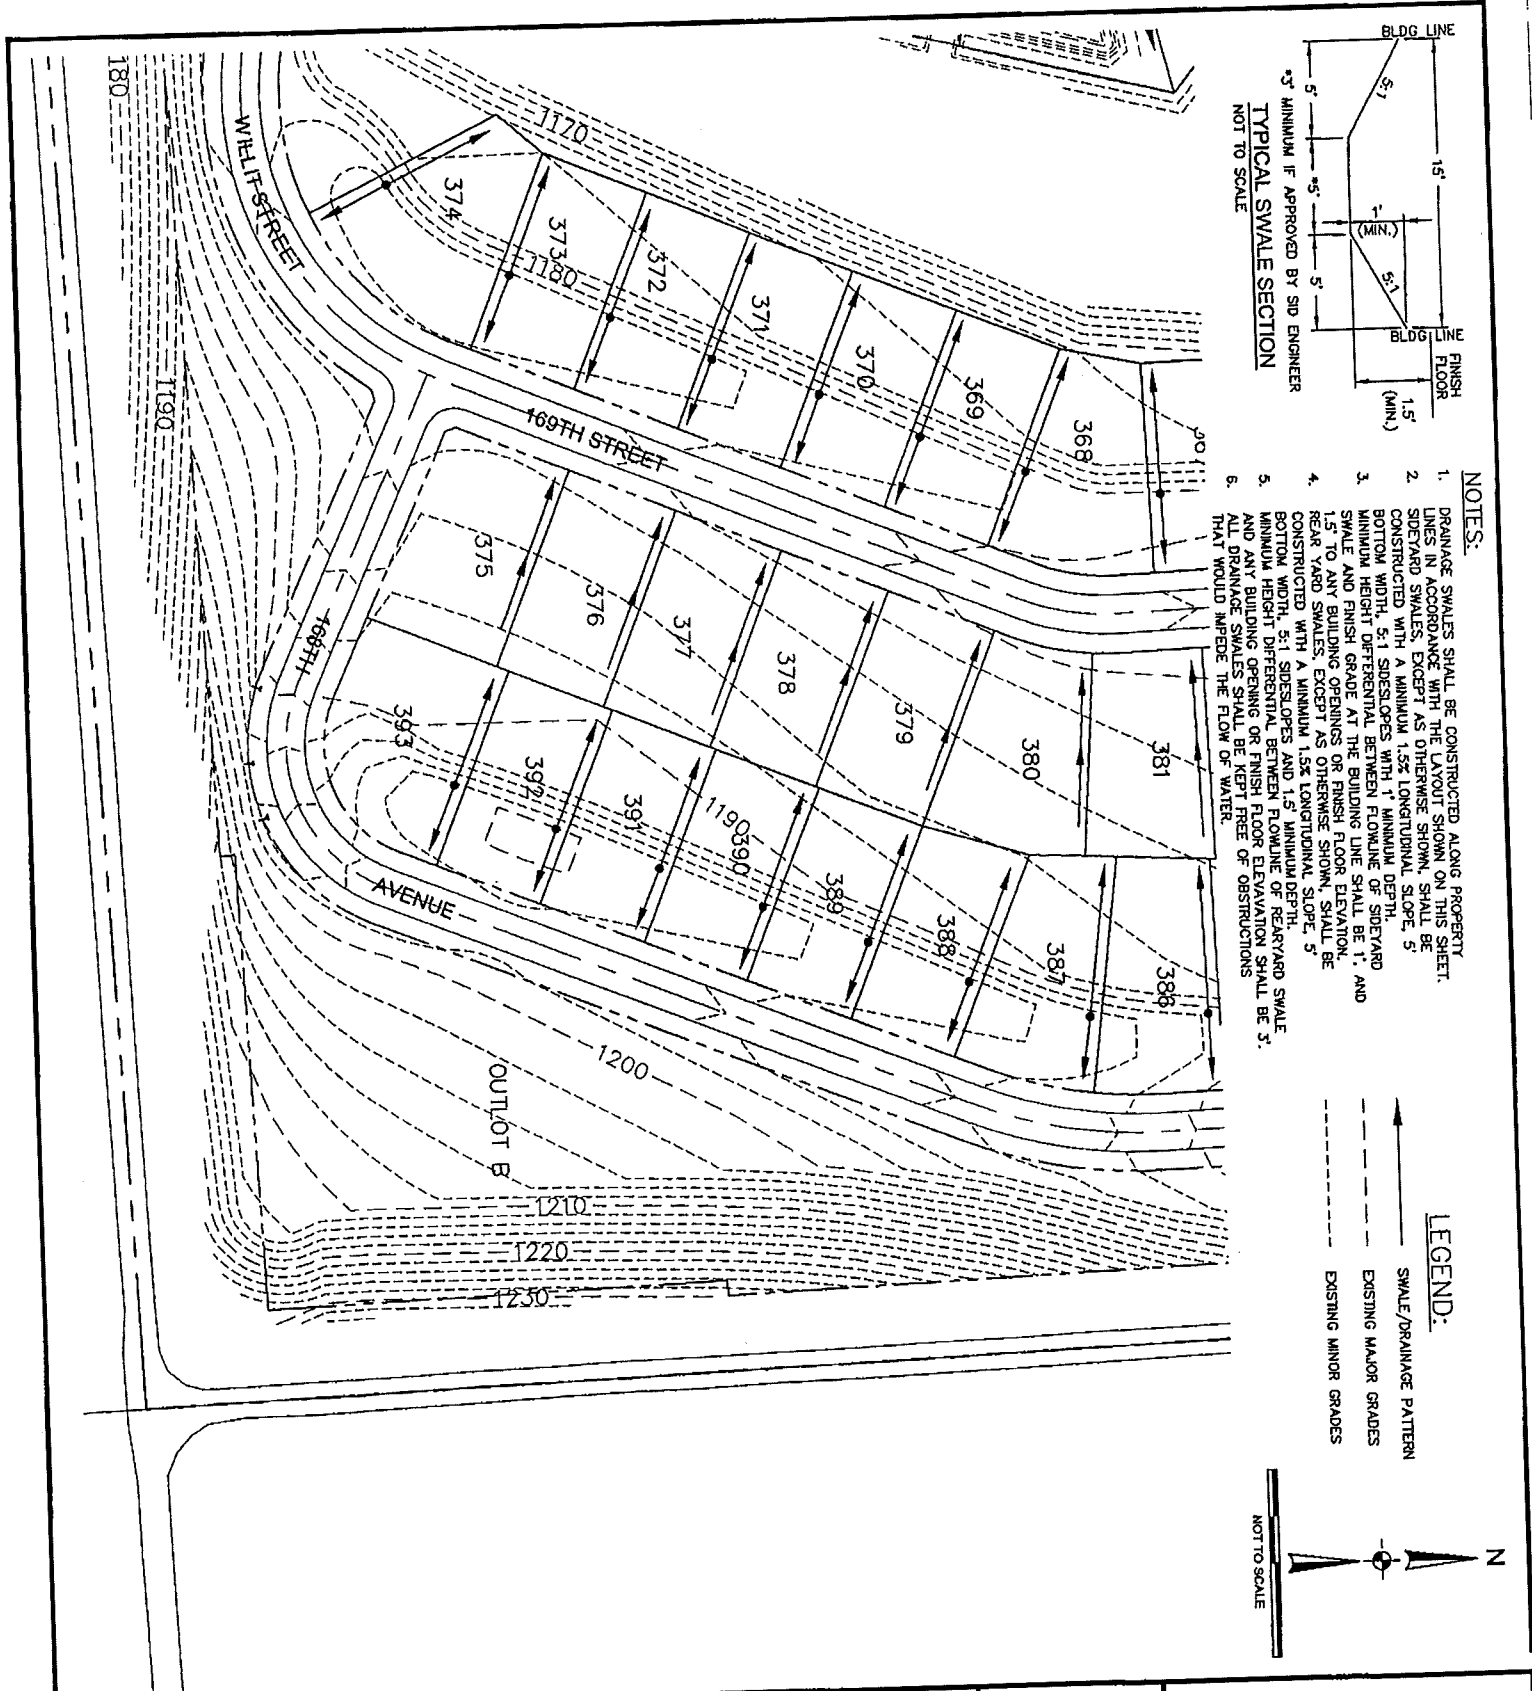 BLDG LINE
15'
BLDG LINE
FINISH
FLOOR
5:1
1'
(MIN.)
5:1
1.5'
(MIN.)
5'
*5'
5'
*3' MINIMUM IF APPROVED BY SID ENGINEER
TYPICAL SWALE SECTION
NOT TO SCALE
NOTES:
1. DRAINAGE SWALES SHALL BE CONSTRUCTED ALONG PROPERTY
LINES IN ACCORDANCE WITH THE LAYOUT SHOWN ON THIS SHEET.
2. SIDEYARD SWALES, EXCEPT AS OTHERWISE SHOWN, SHALL BE
CONSTRUCTED WITH A MINIMUM 1.5% LONGITUDINAL SLOPE, 5'
BOTTOM WIDTH, 5:1 SIDESLOPES WITH 1' MINIMUM DEPTH.
3. MINIMUM HEIGHT DIFFERENTIAL BETWEEN FLOWLINE OF SIDEYARD
SWALE AND FINISH GRADE AT THE BUILDING LINE SHALL BE 1', AND
1.5' TO ANY BUILDING OPENINGS OR FINISH FLOOR ELEVATION.
4. REAR YARD SWALES, EXCEPT AS OTHERWISE SHOWN, SHALL BE
CONSTRUCTED WITH A MINIMUM 1.5% LONGITUDINAL SLOPE, 5'
BOTTOM WIDTH, 5:1 SIDESLOPES AND 1.5' MINIMUM DEPTH.
5. MINIMUM HEIGHT DIFFERENTIAL BETWEEN FLOWLINE OF REARYARD SWALE
AND ANY BUILDING OPENING OR FINISH FLOOR ELEVATION SHALL BE 3'.
6. ALL DRAINAGE SWALES SHALL BE KEPT FREE OF OBSTRUCTIONS
THAT WOULD IMPEDE THE FLOW OF WATER.
LEGEND:
SWALE/DRAINAGE PATTERN
EXISTING MAJOR GRADES
EXISTING MINOR GRADES
N
NOT TO SCALE
368
369
370
371
372
373
374
1170
1180
381
380
379
378
377
376
375
386
387
388
389
390
391
392
393
1190
169TH STREET
WILLIT STREET
168TH
AVENUE
1200
OUTLOT B
1210
1220
1230
1190
180